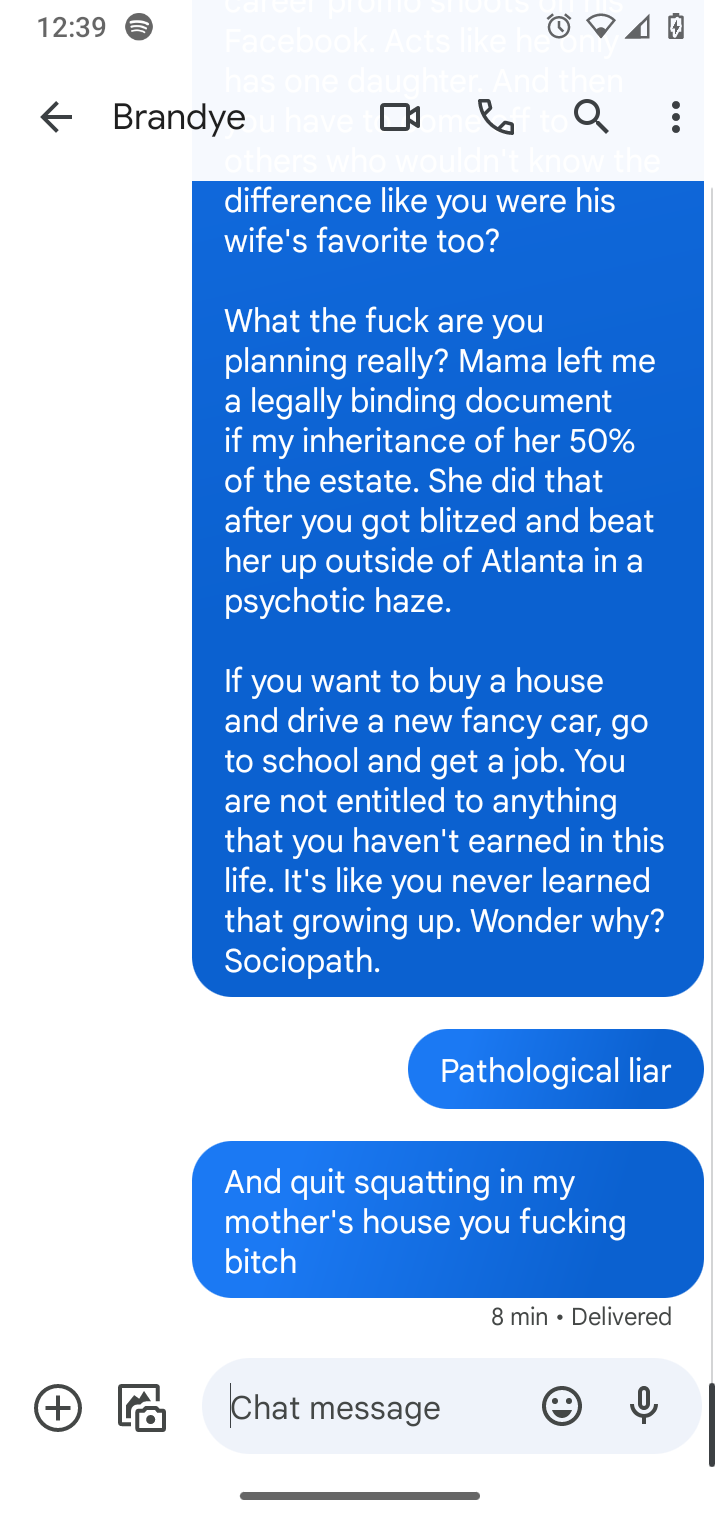 12:39
career promo shoots on his
Facebook. Acts like he only
has one daughter. And then
Brandye
you have to come off to
others who wouldn't know the
difference like you were his
wife's favorite too?
What the fuck are you
planning really? Mama left me
a legally binding document
if my inheritance of her 50%
of the estate. She did that
after you got blitzed and beat
her up outside of Atlanta in a
psychotic haze.
If you want to buy a house
and drive a new fancy car, go
to school and get a job. You
are not entitled to anything
that you haven't earned in this
life. It's like you never learned
that growing up. Wonder why?
Sociopath.
Pathological liar
And quit squatting in my
mother's house you fucking
bitch
8 min • Delivered
Chat message